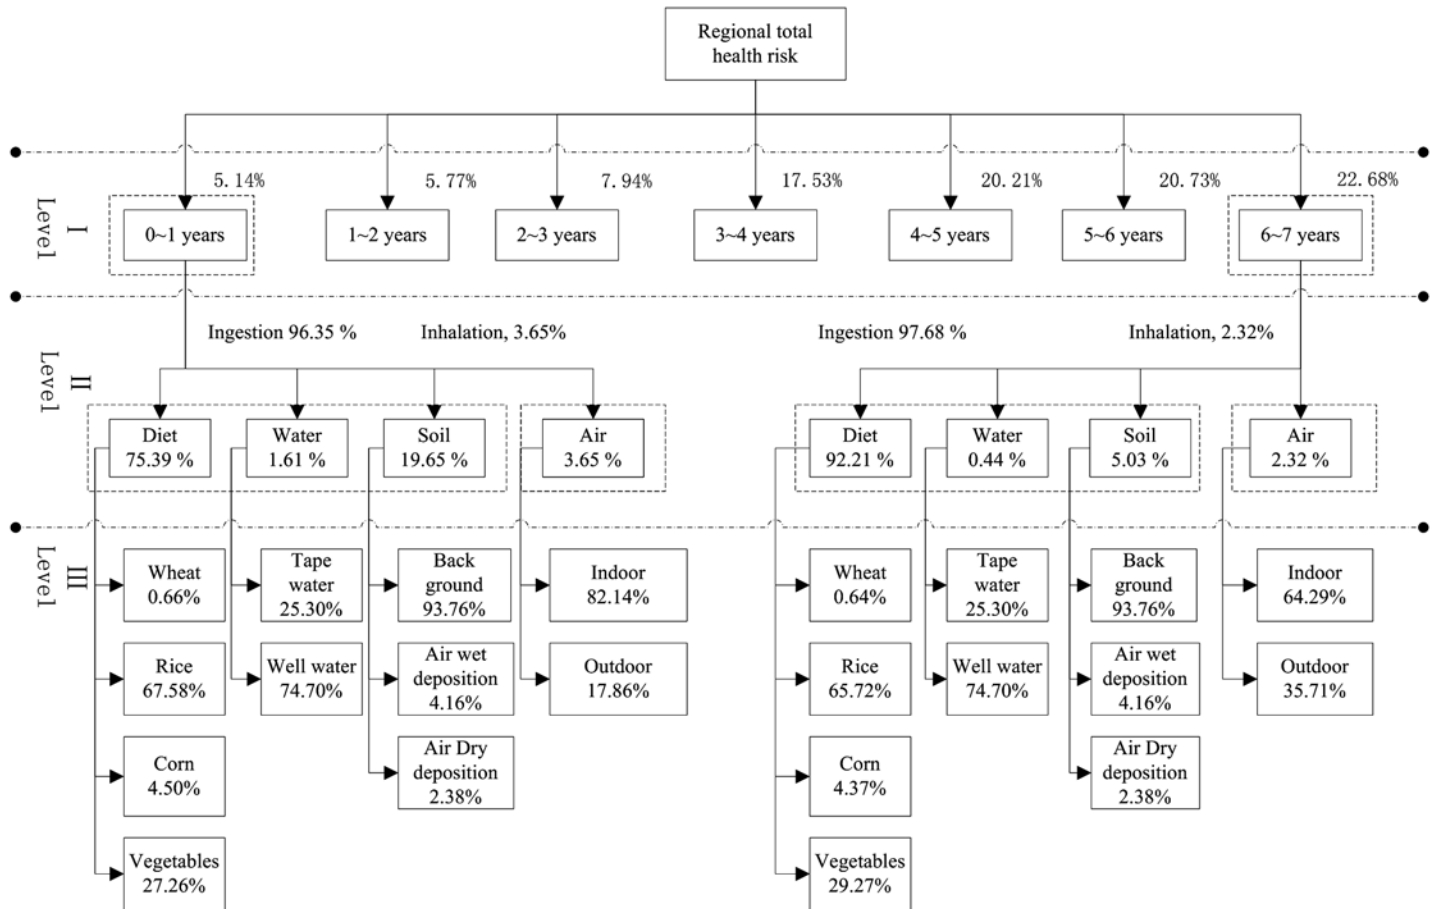 Regional total
health risk
5.14%
5.77%
7.94%
17.53%
20.21%
20.73%
22.68%
Level I
0~1 years
1~2 years
2~3 years
3~4 years
4~5 years
5~6 years
6~7 years
Level II
Ingestion 96.35 %
Inhalation, 3.65%
Ingestion 97.68 %
Inhalation, 2.32%
Diet
75.39 %
Water
1.61 %
Soil
19.65 %
Air
3.65 %
Diet
92.21 %
Water
0.44 %
Soil
5.03 %
Air
2.32 %
Level III
Wheat
0.66%
Tape
water
25.30%
Back
ground
93.76%
Indoor
82.14%
Wheat
0.64%
Tape
water
25.30%
Back
ground
93.76%
Indoor
64.29%
Rice
67.58%
Well water
74.70%
Air wet
deposition
4.16%
Outdoor
17.86%
Rice
65.72%
Well water
74.70%
Air wet
deposition
4.16%
Outdoor
35.71%
Corn
4.50%
Air Dry
deposition
2.38%
Corn
4.37%
Air Dry
deposition
2.38%
Vegetables
27.26%
Vegetables
29.27%